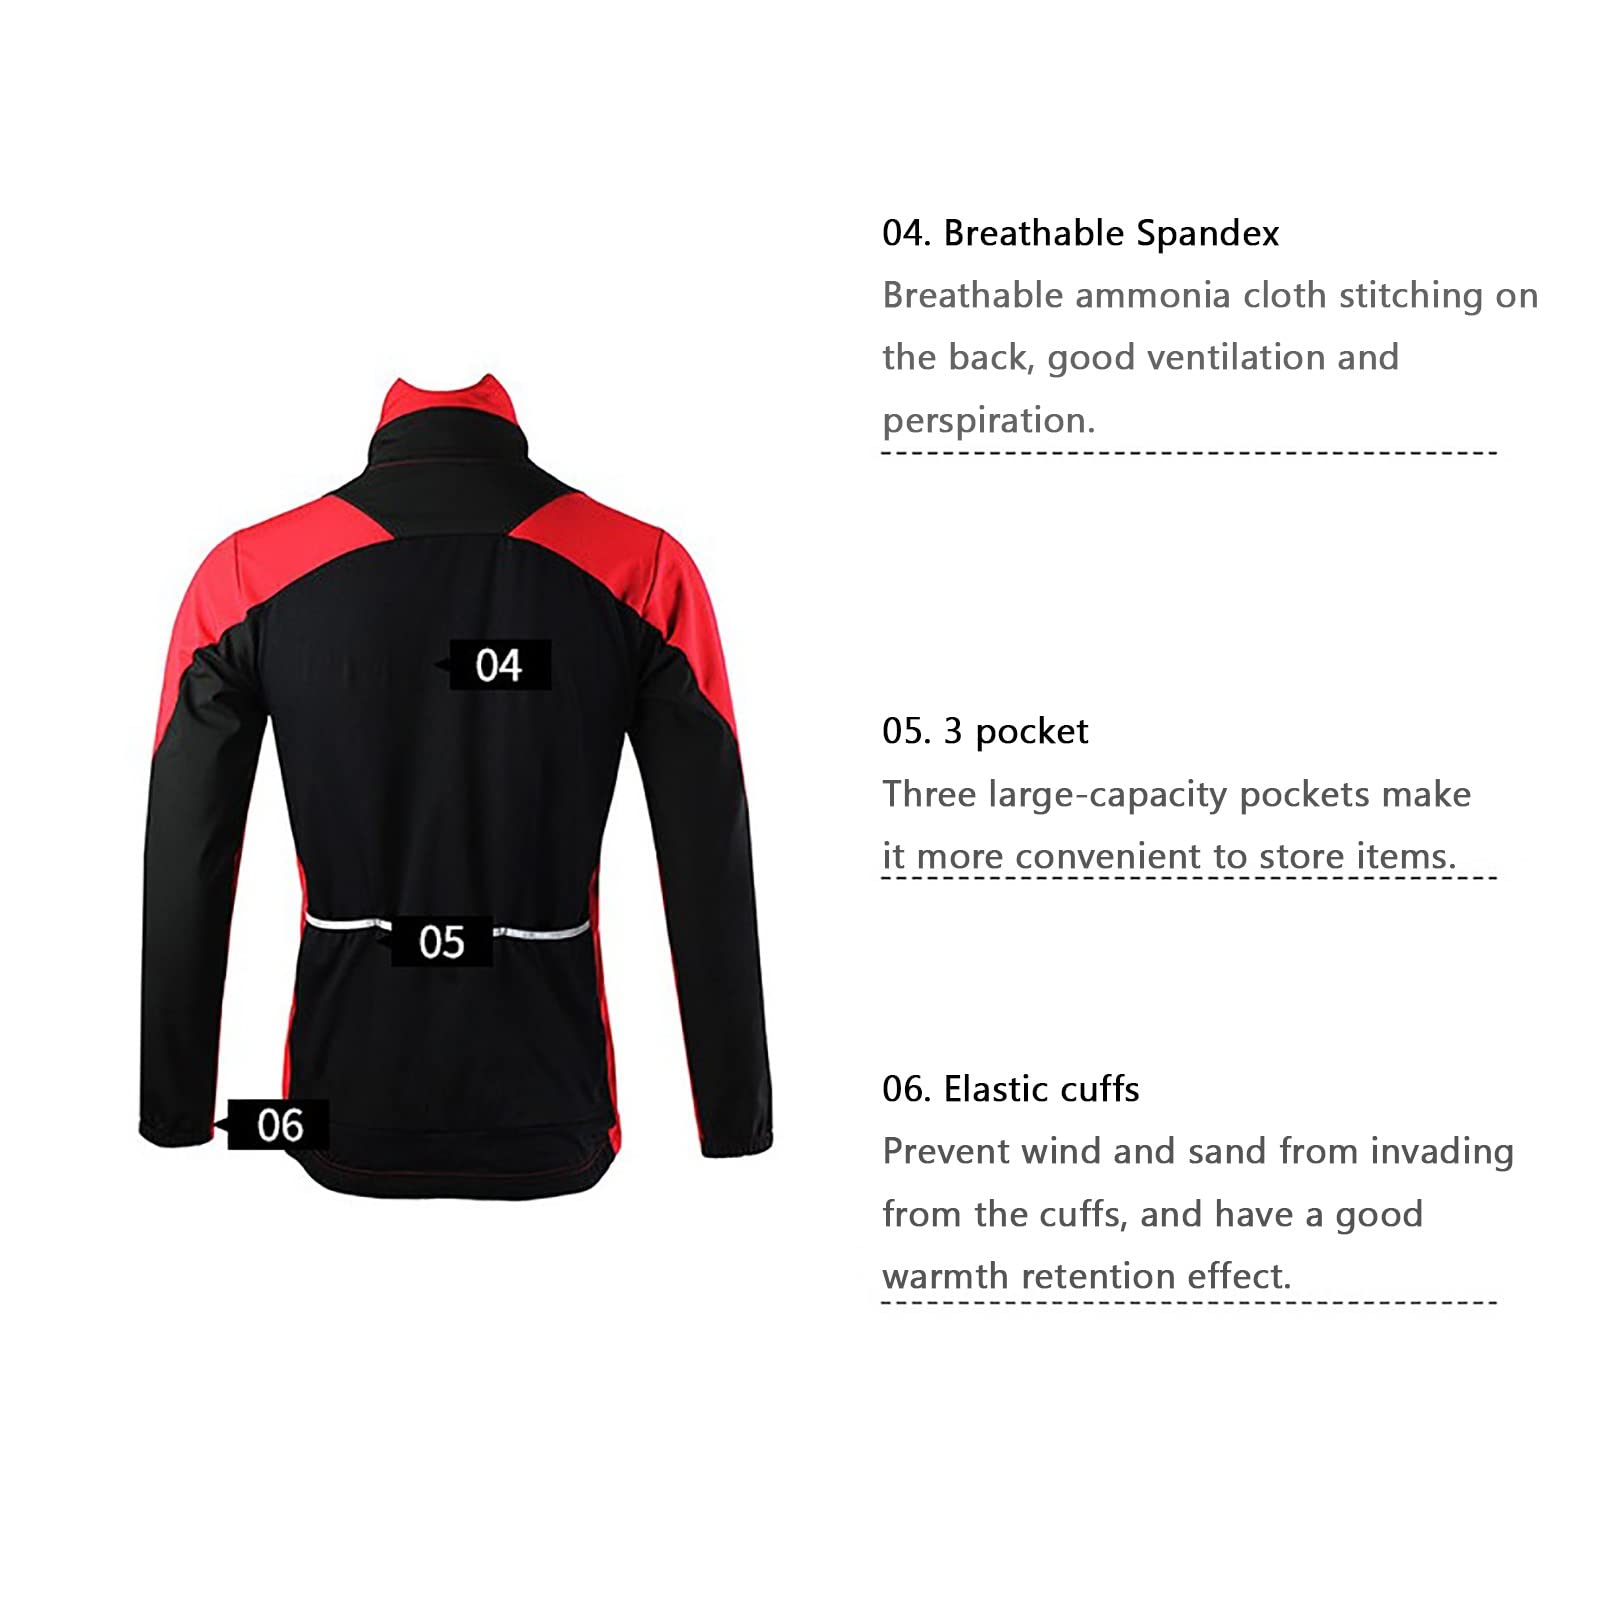 04. Breathable Spandex
Breathable ammonia cloth stitching on
the back, good ventilation and
perspiration.
04
05. 3 pocket
Three large-capacity pockets make
it more convenient to store items.
05
06. Elastic cuffs
Prevent wind and sand from invading
from the cuffs, and have a good
warmth retention effect.
06